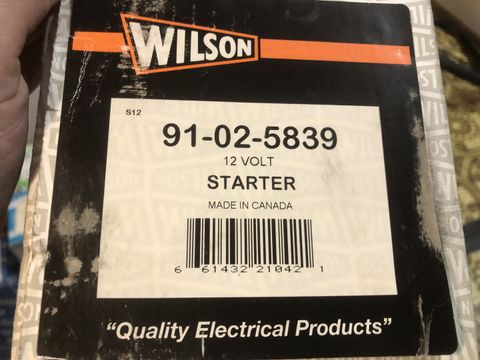 WILSON
S12
91-02-5839
12 VOLT
STARTER
MADE IN CANADA
6 61432 21042 1
"Quality Electrical Products"